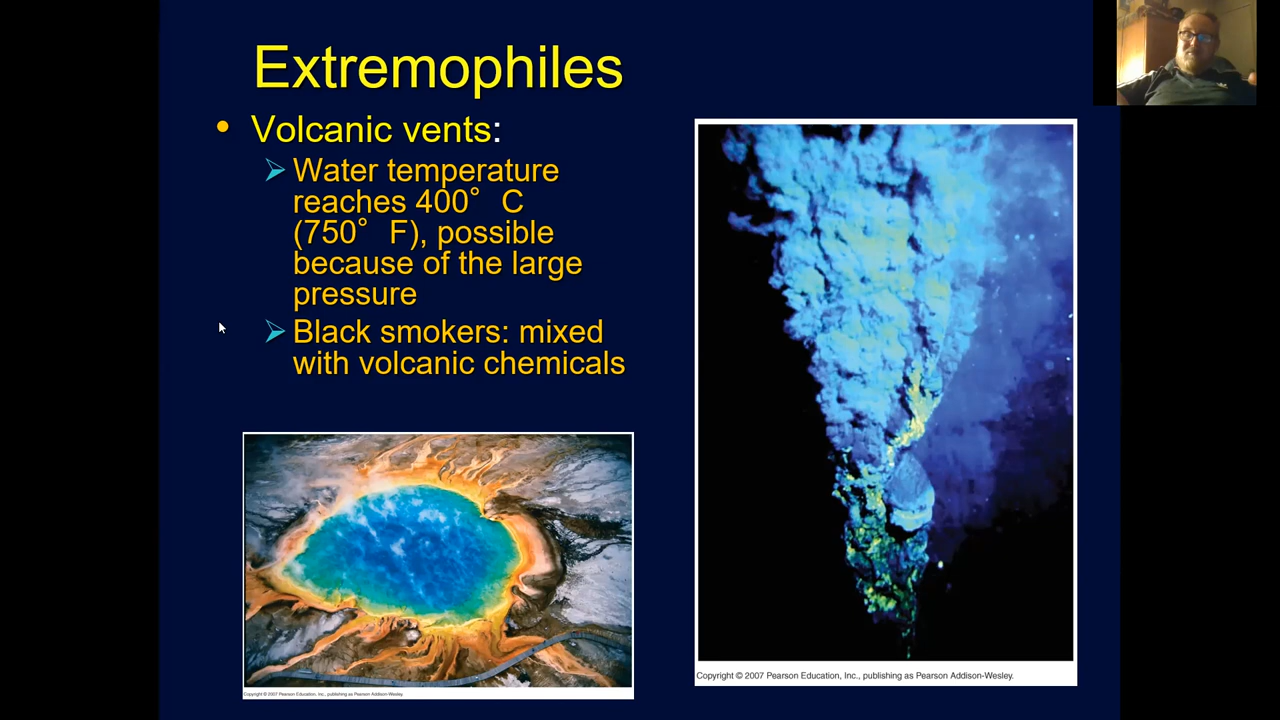 Extremophiles
Volcanic vents:
Water temperature
reaches 400° C
(750° F), possible
because of the large
pressure
Black smokers: mixed
with volcanic chemicals
Copyright © 2007 Pearson Education, Inc., publishing as Pearson Addison-Wesley.
Copyright © 2007 Pearson Education, Inc., publishing as Pearson Addison-Wesley.